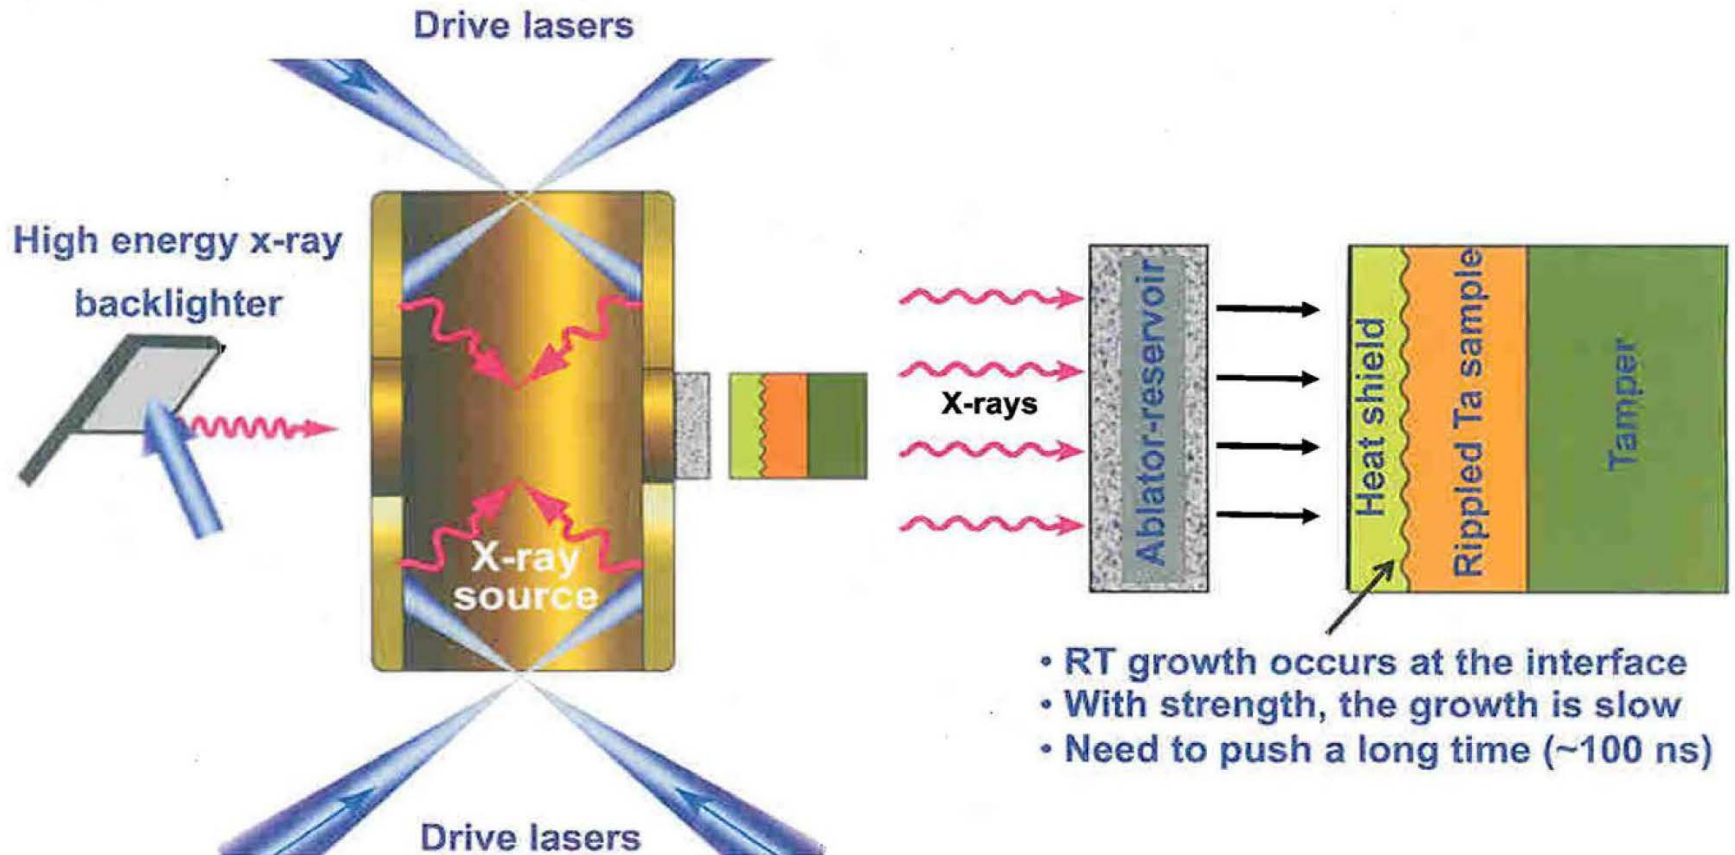 Drive lasers
High energy x-ray
backlighter
X-ray
source
Drive lasers
X-rays
Ablator-reservoir
Heat shield
Rippled Ta sample
Tamper
• RT growth occurs at the interface
• With strength, the growth is slow
• Need to push a long time (~100 ns)